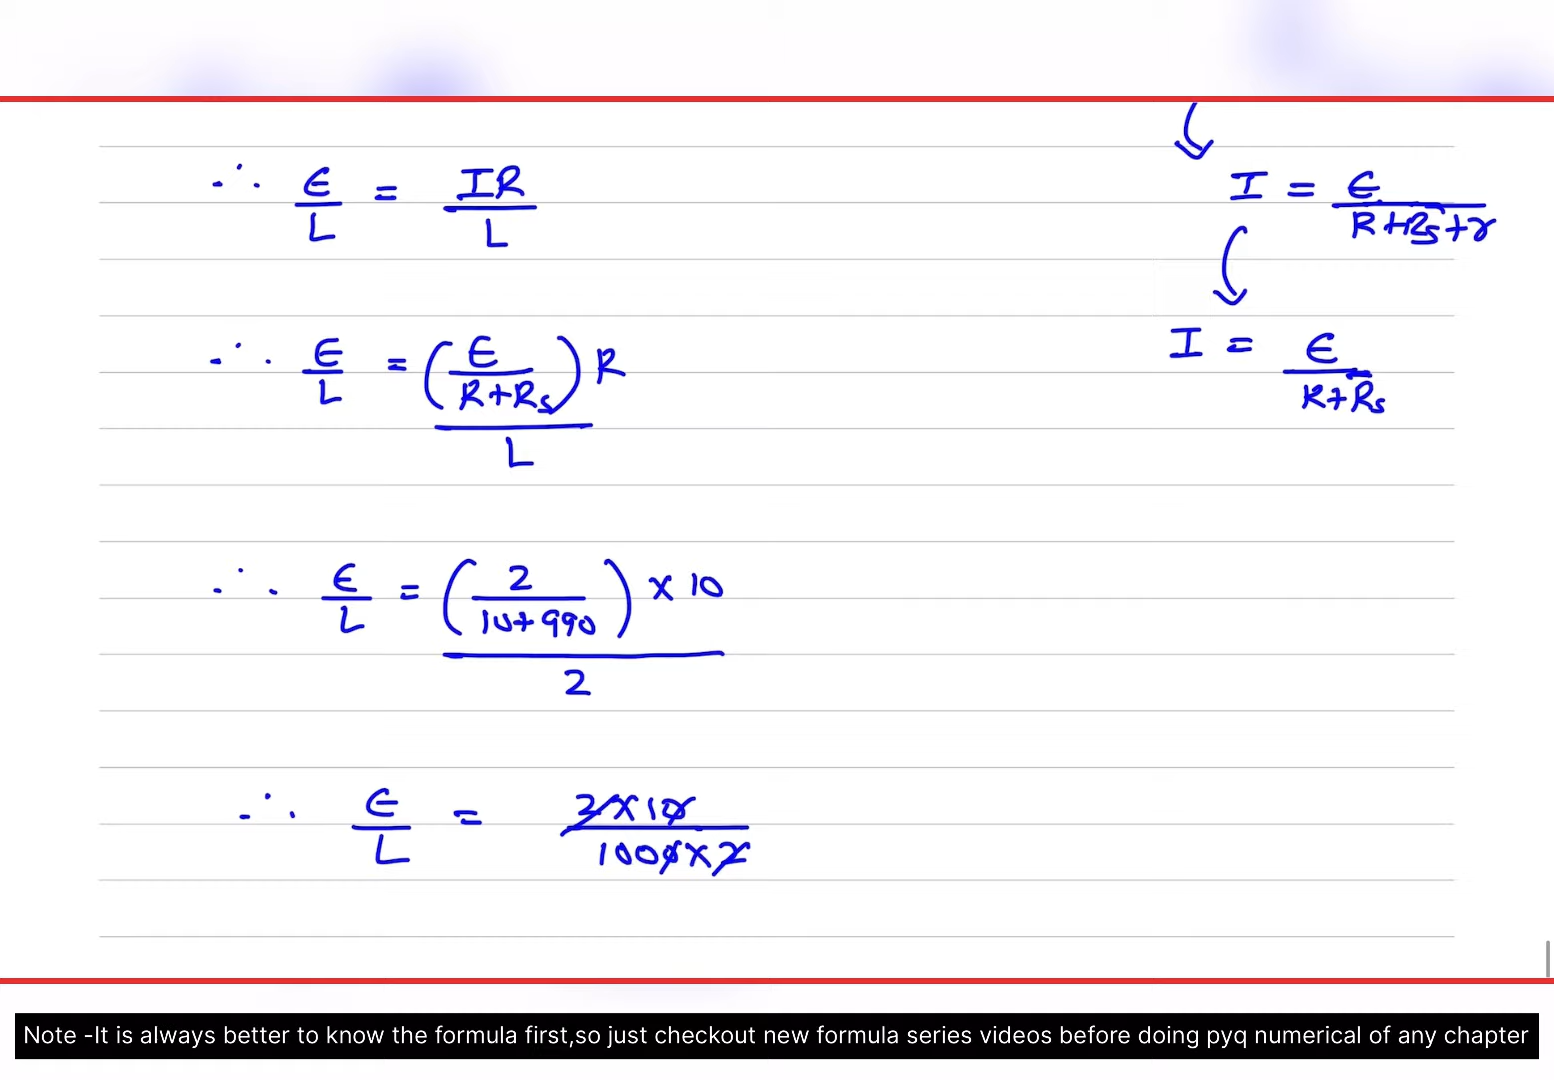 ∴ ϵ/L = IR/L
I = ϵ/(R+Rs+r)
I = ϵ/(R+Rs)
∴ ϵ/L = (ϵ/(R+Rs))R/L
∴ ϵ/L = (2/(10+990))×10/2
∴ ϵ/L = 2×10/1000×2
Note -It is always better to know the formula first,so just checkout new formula series videos before doing pyq numerical of any chapter